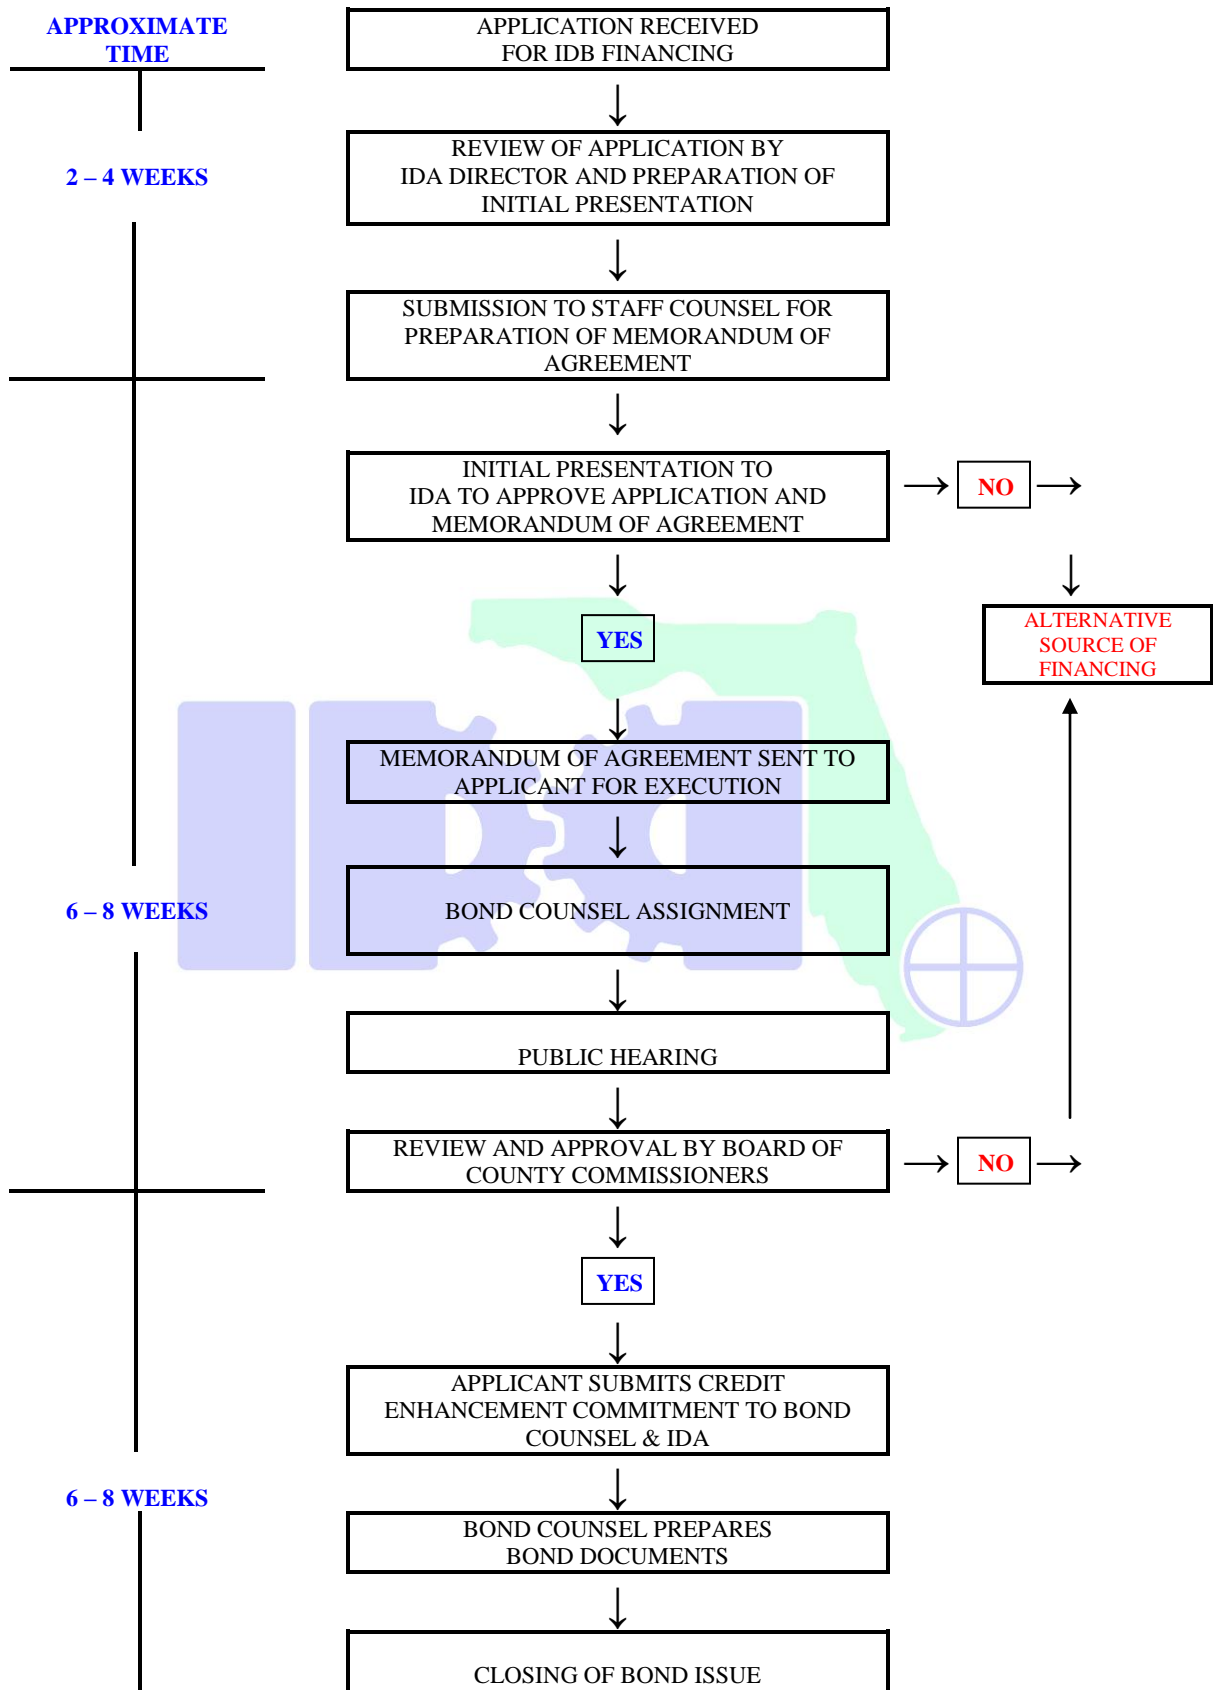 APPROXIMATE
TIME
APPLICATION RECEIVED
FOR IDB FINANCING
2 – 4 WEEKS
REVIEW OF APPLICATION BY
IDA DIRECTOR AND PREPARATION OF
INITIAL PRESENTATION
SUBMISSION TO STAFF COUNSEL FOR
PREPARATION OF MEMORANDUM OF
AGREEMENT
INITIAL PRESENTATION TO
IDA TO APPROVE APPLICATION AND
MEMORANDUM OF AGREEMENT
NO
YES
ALTERNATIVE
SOURCE OF
FINANCING
MEMORANDUM OF AGREEMENT SENT TO
APPLICANT FOR EXECUTION
6 – 8 WEEKS
BOND COUNSEL ASSIGNMENT
PUBLIC HEARING
REVIEW AND APPROVAL BY BOARD OF
COUNTY COMMISSIONERS
NO
YES
APPLICANT SUBMITS CREDIT
ENHANCEMENT COMMITMENT TO BOND
COUNSEL & IDA
6 – 8 WEEKS
BOND COUNSEL PREPARES
BOND DOCUMENTS
CLOSING OF BOND ISSUE